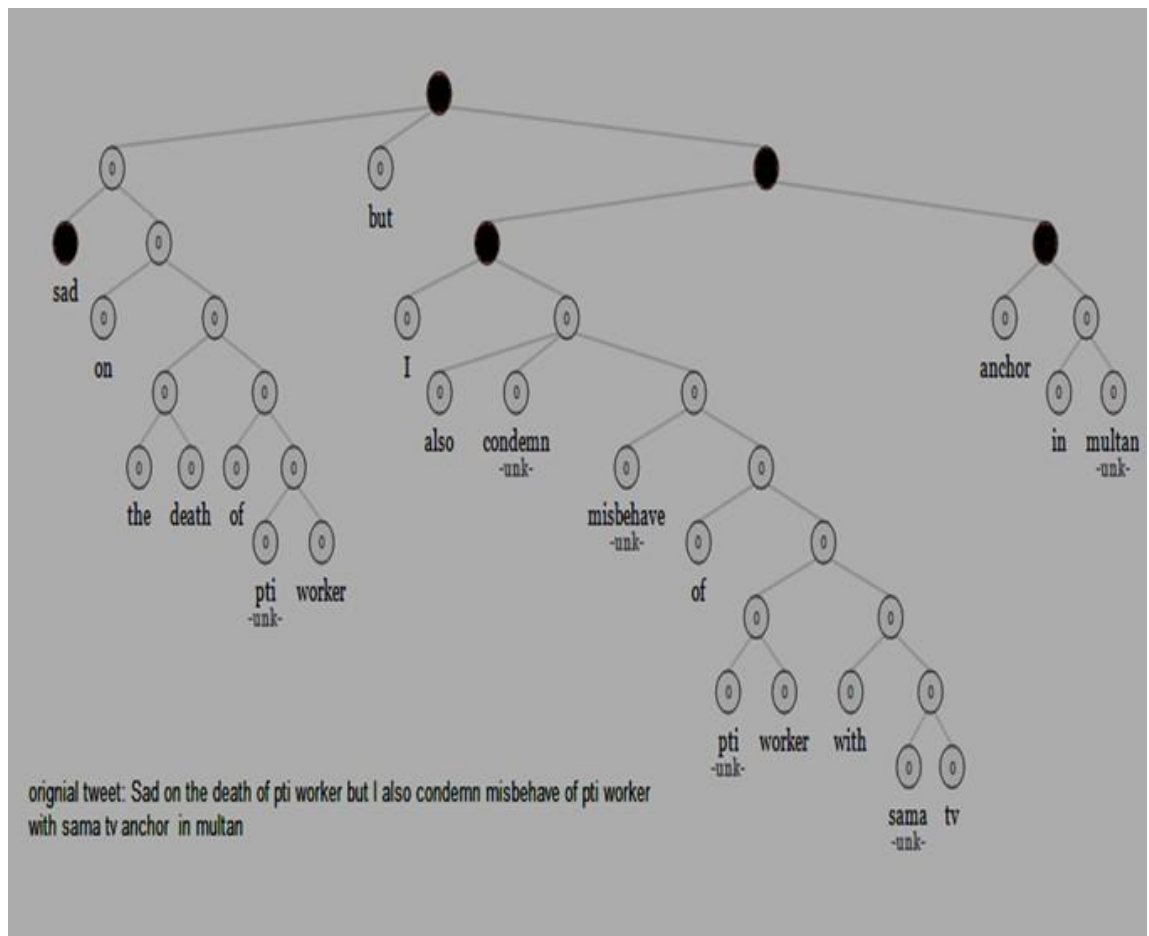 but
sad
on
I
anchor
also condemn in multan
-unk- -unk-
the death of misbehave
-unk-
pti worker of
-unk-
pti worker with
-unk-
orignial tweet: Sad on the death of pti worker but I also condemn misbehave of pti worker
with sama tv anchor in multan
sama tv
-unk-